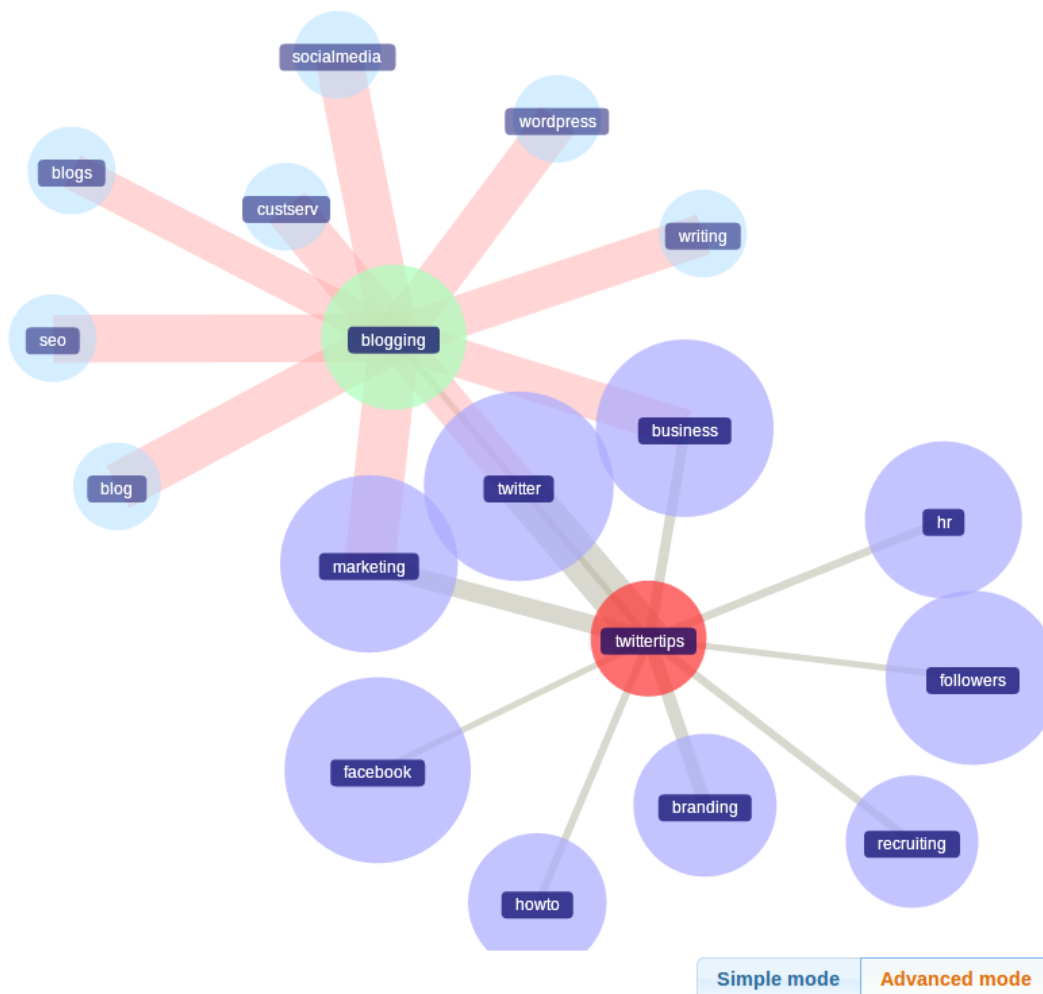 socialmedia
wordpress
blogs
custserv
writing
seo
blogging
business
twitter
blog
hr
marketing
twittertips
followers
facebook
branding
recruiting
howto
Simple mode
Advanced mode